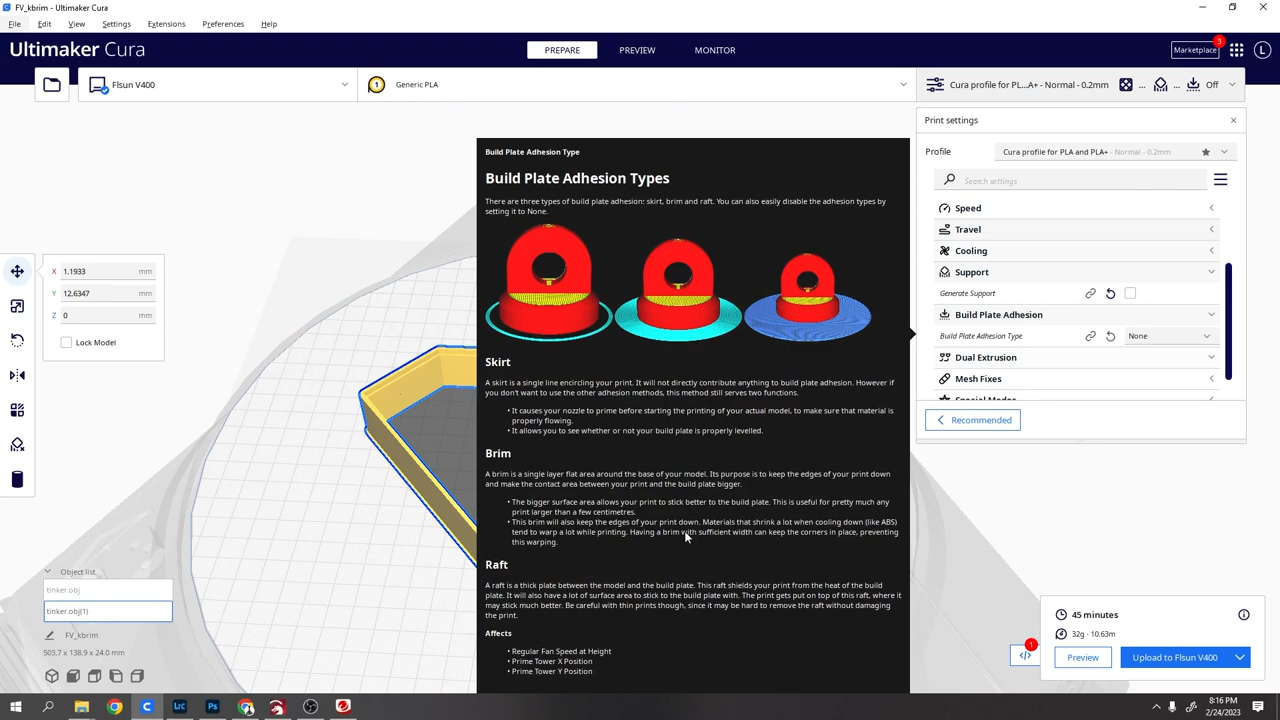 FV_kbrim - Ultimaker Cura
File Edit View Settings Extensions Preferences Help
Ultimaker Cura
PREPARE PREVIEW MONITOR
Marketplace 3
L
Flsun V400
1 Generic PLA
Cura profile for PL...A+ - Normal - 0.2mm ... ... Off
Print settings
Profile Cura profile for PLA and PLA+ - Normal - 0.2mm
Search settings
Speed
Travel
Cooling
Support
Generate Support
Build Plate Adhesion
Build Plate Adhesion Type None
Dual Extrusion
Mesh Fixes
Special Modes
Recommended
X 1.1933 mm
Y 12.6347 mm
Z 0 mm
Lock Model
Build Plate Adhesion Type
Build Plate Adhesion Types
There are three types of build plate adhesion: skirt, brim and raft. You can also easily disable the adhesion types by
setting it to None.
Skirt
A skirt is a single line encircling your print. It will not directly contribute anything to build plate adhesion. However if
you don't want to use the other adhesion methods, this method still serves two functions.
• It causes your nozzle to prime before starting the printing of your actual model, to make sure that material is
properly flowing.
• It allows you to see whether or not your build plate is properly levelled.
Brim
A brim is a single layer flat area around the base of your model. Its purpose is to keep the edges of your print down
and make the contact area between your print and the build plate bigger.
• The bigger surface area allows your print to stick better to the build plate. This is useful for pretty much any
print larger than a few centimetres.
• This brim will also keep the edges of your print down. Materials that shrink a lot when cooling down (like ABS)
tend to warp a lot while printing. Having a brim with sufficient width can keep the corners in place, preventing
this warping.
Raft
A raft is a thick plate between the model and the build plate. This raft shields your print from the heat of the build
plate. It will also have a lot of surface area to stick to the build plate with. The print gets put on top of this raft, where it
may stick much better. Be careful with thin prints though, since it may be hard to remove the raft without damaging
the print.
Affects
• Regular Fan Speed at Height
• Prime Tower X Position
• Prime Tower Y Position
Object list
tinker.obj
tinker.obj(1)
FV_kbrim
503.7 x 138.9 x 24.0 mm
1
45 minutes
32g · 10.63m
Preview Upload to Flsun V400
Lrc Ps
8:16 PM
2/24/2023